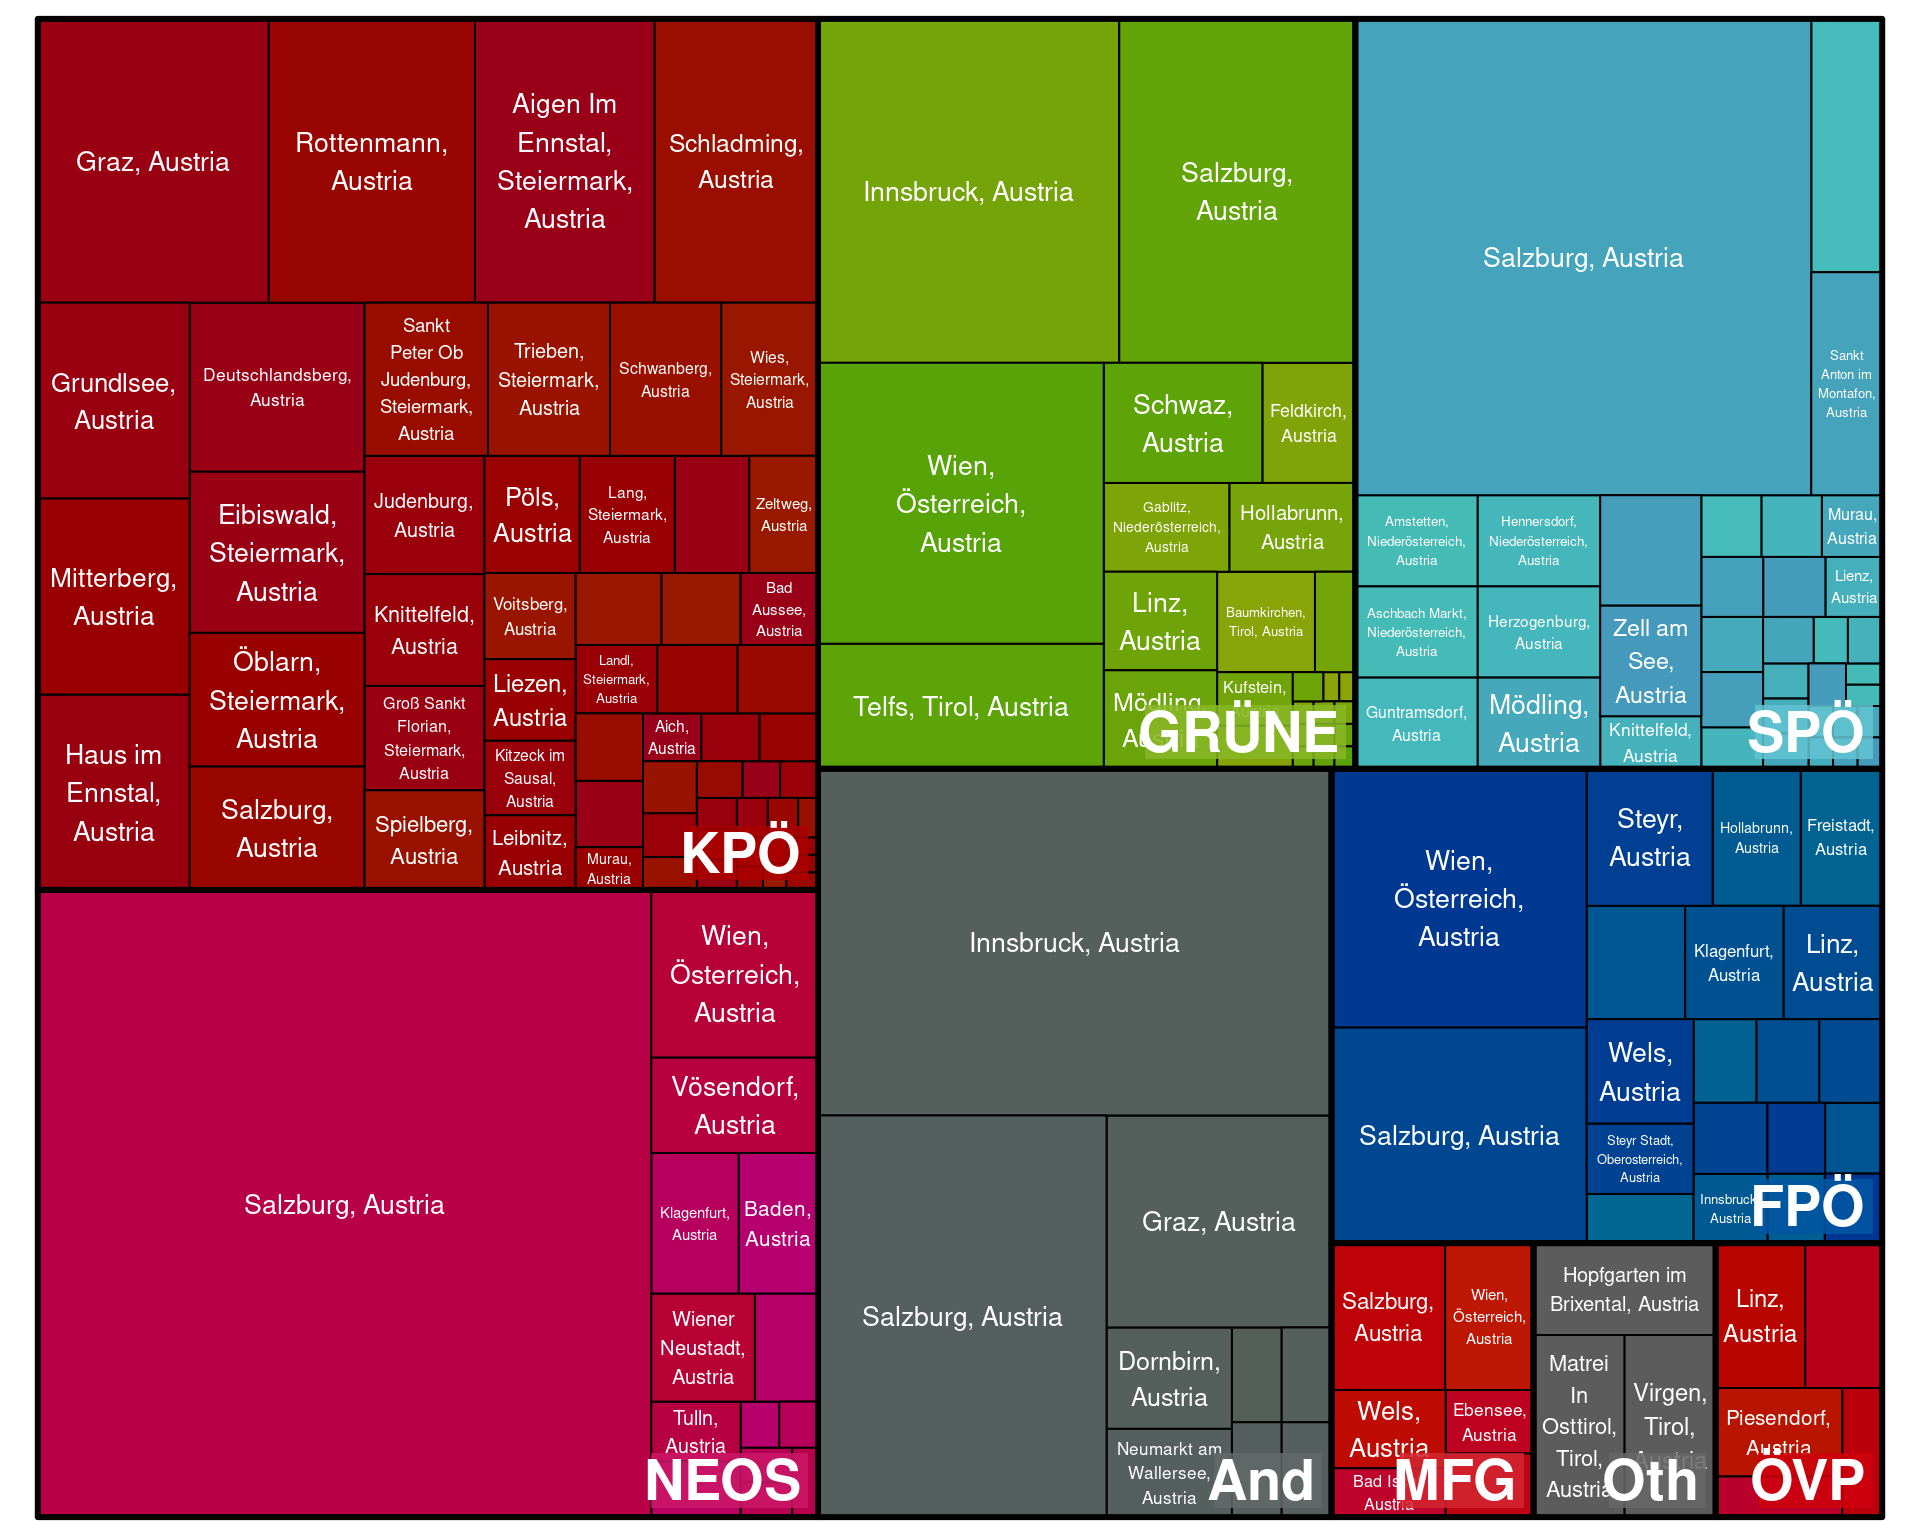 Graz, Austria
Rottenmann,
Austria
Aigen Im
Ennstal,
Steiermark,
Austria
Schladming,
Austria
Grundlsee,
Austria
Deutschlandsberg,
Austria
Sankt
Peter Ob
Judenburg,
Steiermark,
Austria
Trieben,
Steiermark,
Austria
Schwanberg,
Austria
Wies,
Steiermark,
Austria
Mitterberg,
Austria
Eibiswald,
Steiermark,
Austria
Judenburg,
Austria
Pöls,
Austria
Lang,
Steiermark,
Austria
Zeltweg,
Austria
Knittelfeld,
Austria
Voitsberg,
Austria
Bad
Aussee,
Austria
Öblarn,
Steiermark,
Austria
Liezen,
Austria
Landl,
Steiermark,
Austria
Haus im
Ennstal,
Austria
Groß Sankt
Florian,
Steiermark,
Austria
Aich,
Austria
Kitzeck im
Sausal,
Austria
Salzburg,
Austria
Spielberg,
Austria
Leibnitz,
Austria
Murau,
Austria
KPÖ
Innsbruck, Austria
Salzburg,
Austria
Wien,
Österreich,
Austria
Schwaz,
Austria
Feldkirch,
Austria
Gablitz,
Niederösterreich,
Austria
Hollabrunn,
Austria
Linz,
Austria
Baumkirchen,
Tirol, Austria
Telfs, Tirol, Austria
Mödling,
Austria
Kufstein,
Austria
GRÜNE
Salzburg, Austria
Sankt
Anton im
Montafon,
Austria
Amstetten,
Niederösterreich,
Austria
Hennersdorf,
Niederösterreich,
Austria
Murau,
Austria
Aschbach Markt,
Niederösterreich,
Austria
Herzogenburg,
Austria
Lienz,
Austria
Zell am
See,
Austria
Guntramsdorf,
Austria
Mödling,
Austria
Knittelfeld,
Austria
SPÖ
Salzburg, Austria
Wien,
Österreich,
Austria
Vösendorf,
Austria
Klagenfurt,
Austria
Baden,
Austria
Wiener
Neustadt,
Austria
Tulln,
Austria
NEOS
Innsbruck, Austria
Salzburg, Austria
Graz, Austria
Dornbirn,
Austria
Neumarkt am
Wallersee,
Austria
And
Wien,
Österreich,
Austria
Steyr,
Austria
Hollabrunn,
Austria
Freistadt,
Austria
Klagenfurt,
Austria
Linz,
Austria
Salzburg, Austria
Wels,
Austria
Steyr Stadt,
Oberosterreich,
Austria
Innsbruck,
Austria
FPÖ
Salzburg,
Austria
Wien,
Österreich,
Austria
Wels,
Austria
Ebensee,
Austria
Bad
Austria
MFG
Hopfgarten im
Brixental, Austria
Matrei
In
Osttirol,
Tirol,
Austria
Virgen,
Tirol,
Austria
Oth
Linz,
Austria
Piesendorf,
Austria
ÖVP